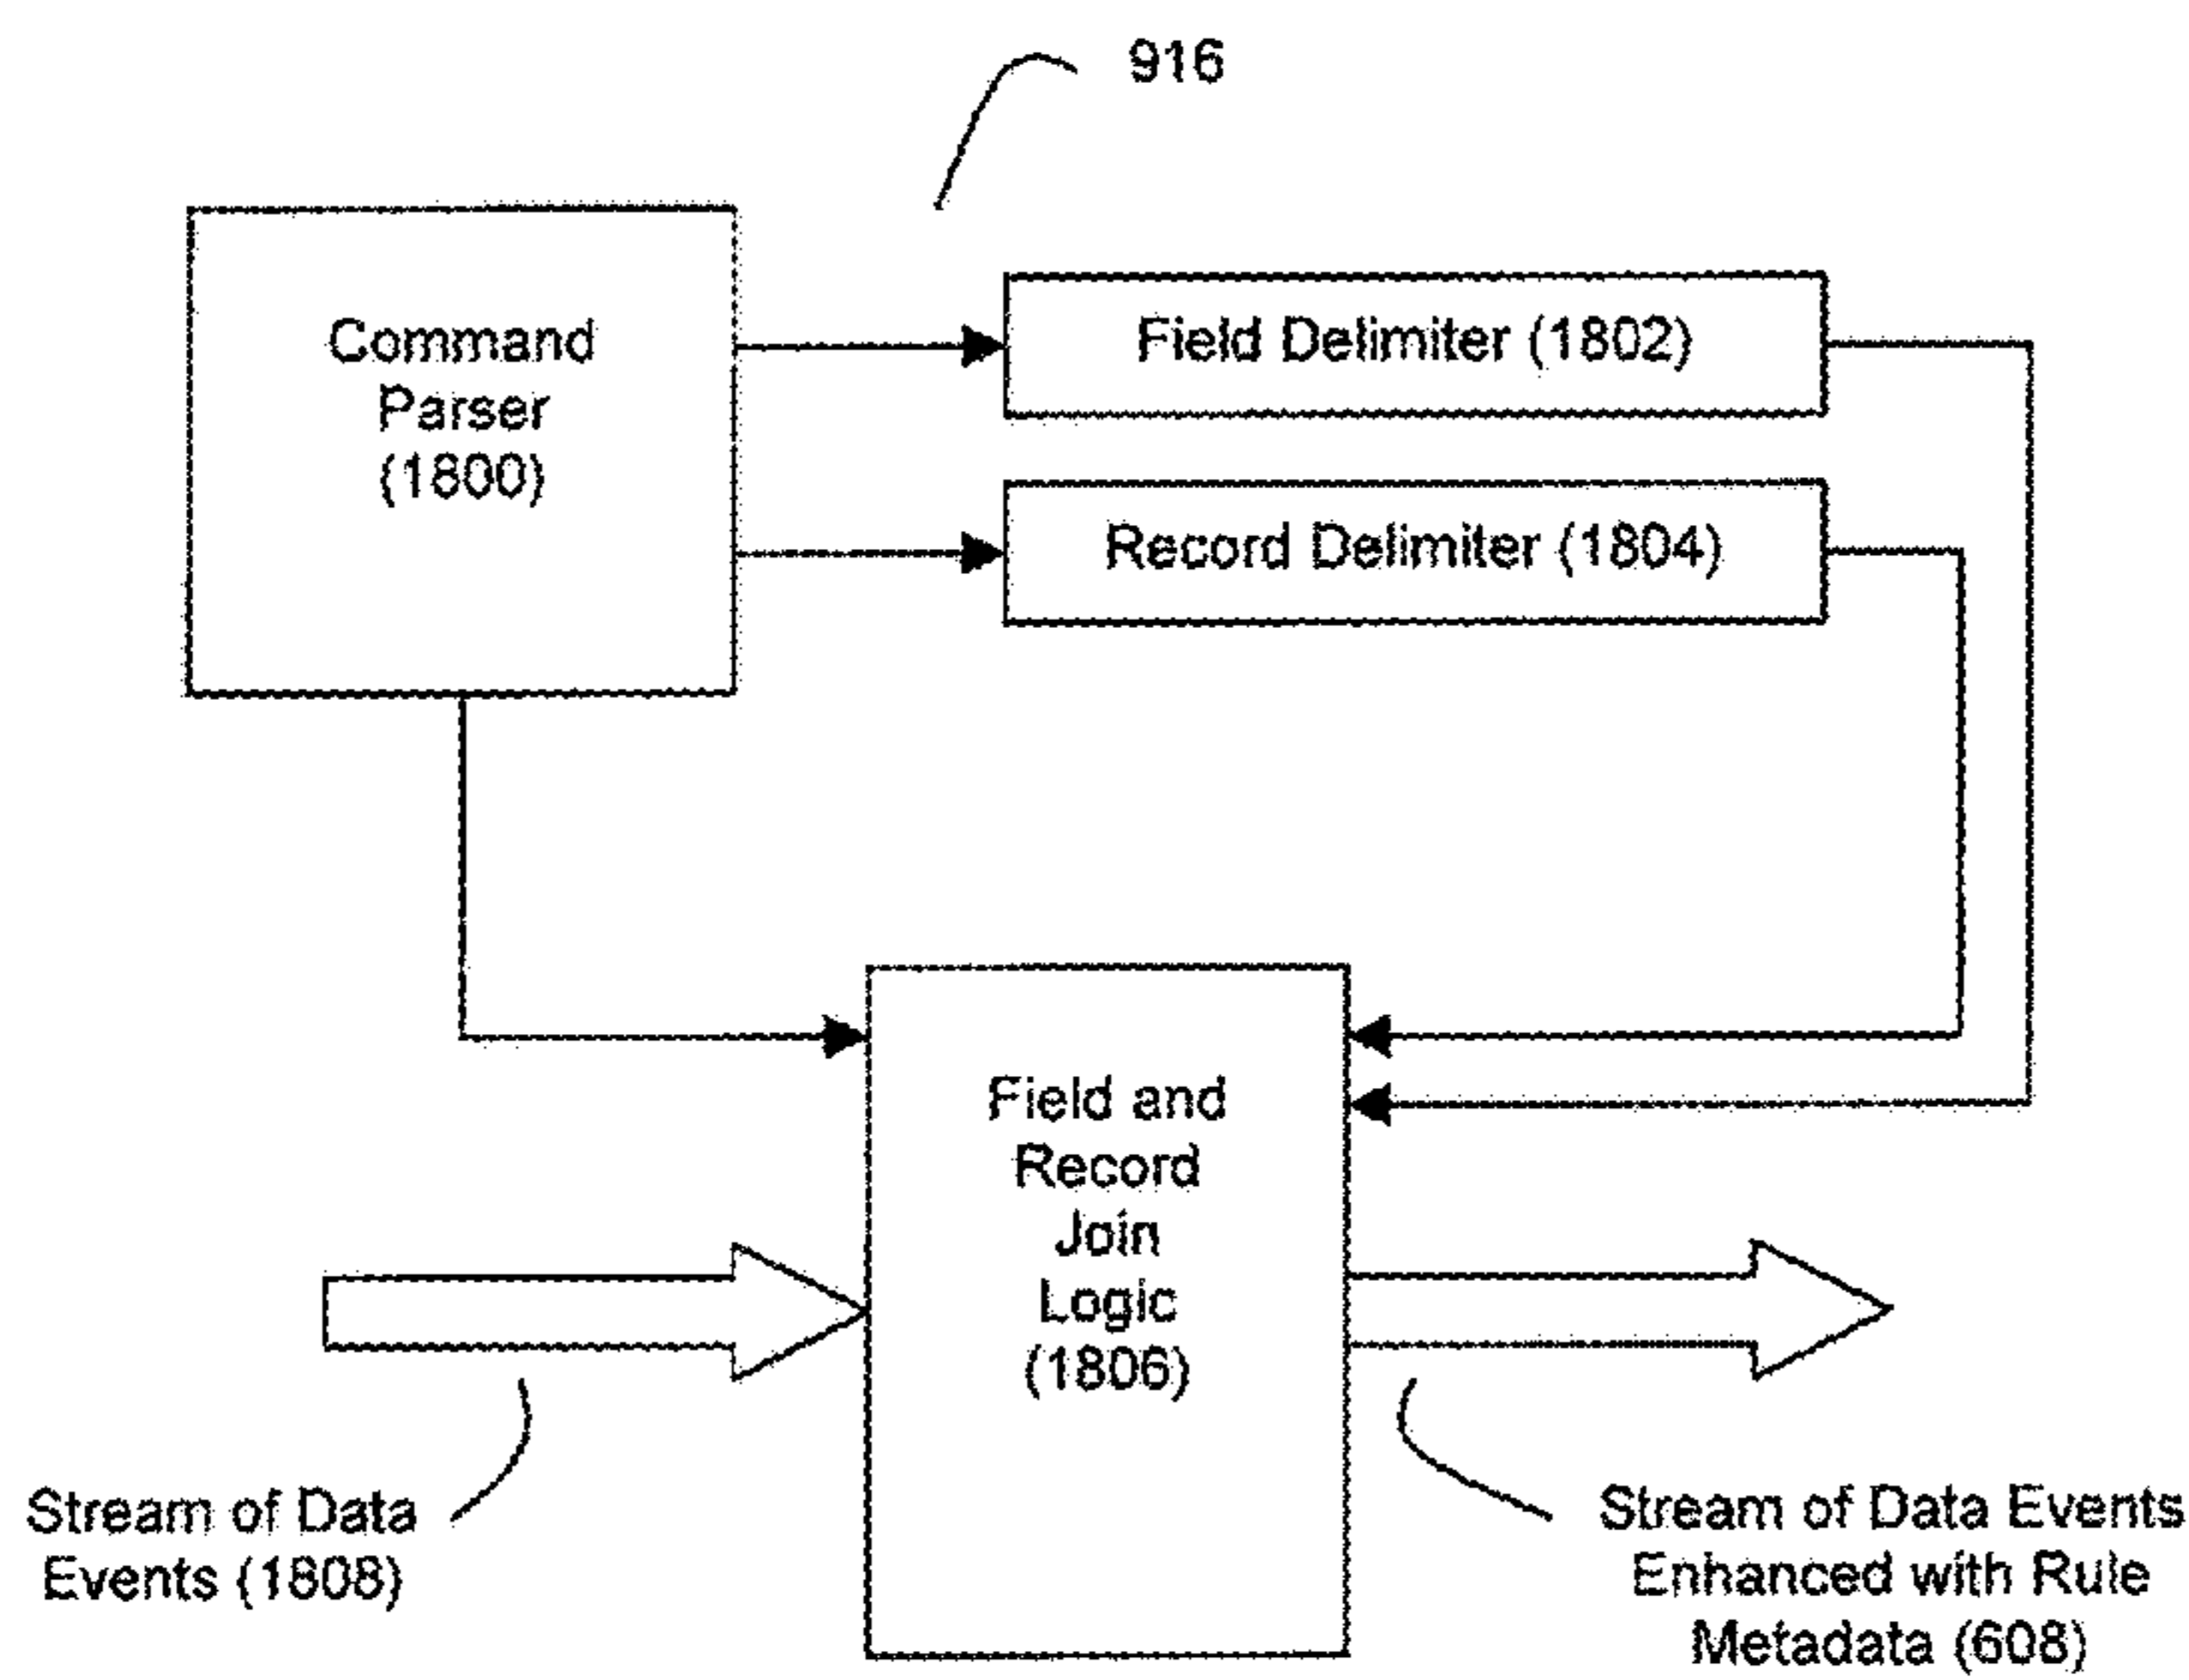 916
Command
Parser
(1800)
Field Delimiter (1802)
Record Delimiter (1804)
Field and
Record
Join
Logic
(1806)
Stream of Data
Events (1808)
Stream of Data Events
Enhanced with Rule
Metadata (608)